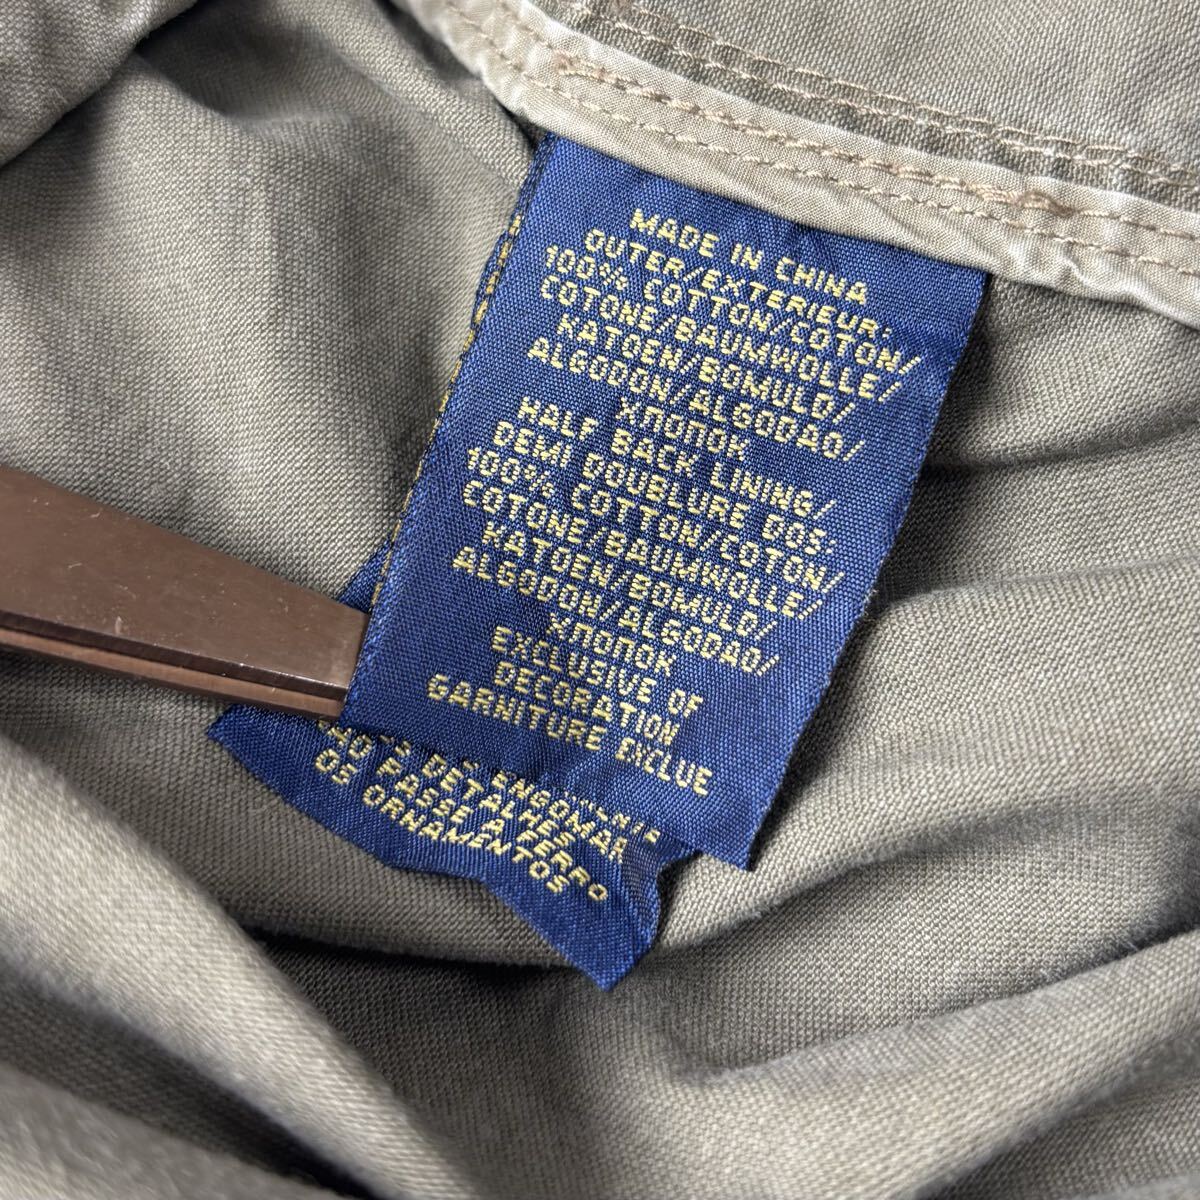 MADE IN CHINA
OUTER/EXTERIEUR:
100% COTTON/COTON/
COTONE/BAUMWOLLE/
KATOEN/BOMULD/
ALGODON/ALGODAO/
ХЛОПОК
HALF BACK LINING/
DEMI DOUBLURE DOS:
100% COTTON/COTON/
COTONE/BAUMWOLLE/
KATOEN/BOMULD/
ALGODON/ALGODAO/
ХЛОПОК
EXCLUSIVE OF
DECORATION
GARNITURE EXCLUE
ENGOMAR
DETALHES
PASSE A FERRO
OS ORNAMENTOS